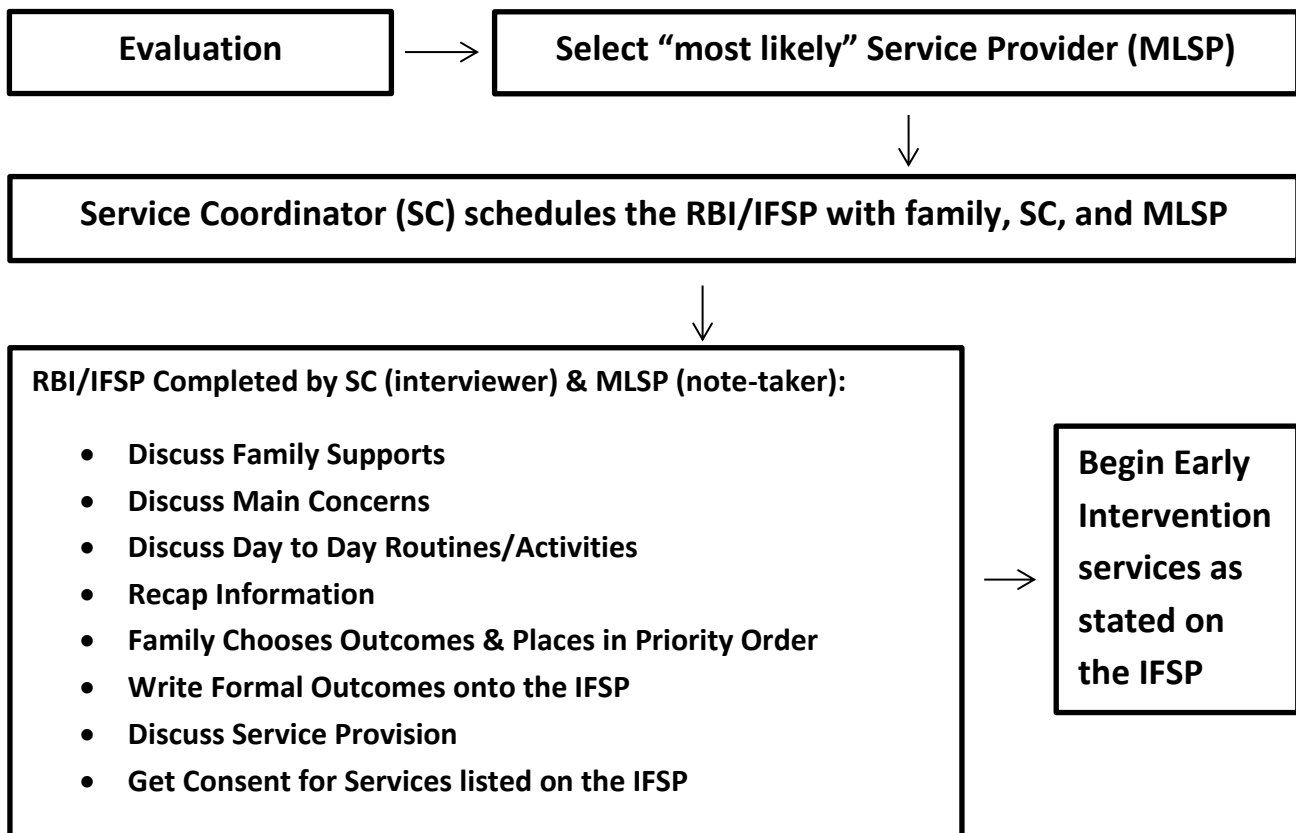 Evaluation
Select “most likely” Service Provider (MLSP)
Service Coordinator (SC) schedules the RBI/IFSP with family, SC, and MLSP
RBI/IFSP Completed by SC (interviewer) & MLSP (note-taker):
• Discuss Family Supports
• Discuss Main Concerns
• Discuss Day to Day Routines/Activities
• Recap Information
• Family Chooses Outcomes & Places in Priority Order
• Write Formal Outcomes onto the IFSP
• Discuss Service Provision
• Get Consent for Services listed on the IFSP
Begin Early
Intervention
services as
stated on
the IFSP